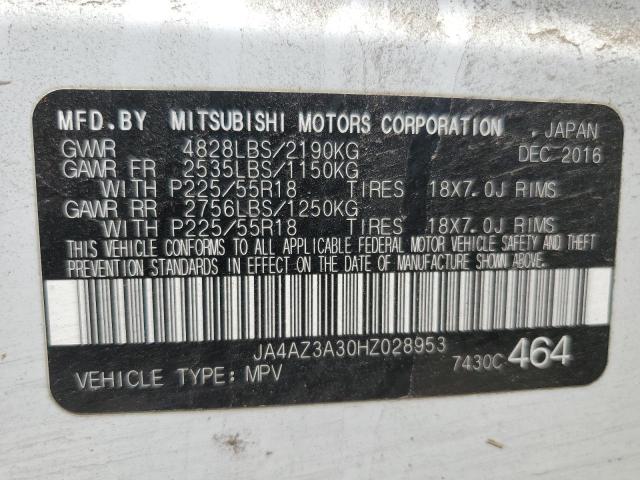 MFD.BY MITSUBISHI MOTORS CORPORATION . JAPAN
GVWR 4828LBS/2190KG DEC 2016
GAWR FR 2535LBS/1150KG
WITH P225/55R18 TIRES 18X7.0J RIMS
GAWR RR 2756LBS/1250KG
WITH P225/55R18 TIRES 18X7.0J RIMS
THIS VEHICLE CONFORMS TO ALL APPLICABLE FEDERAL MOTOR VEHICLE SAFETY AND THEFT
PREVENTION STANDARDS IN EFFECT ON THE DATE OF MANUFACTURE SHOWN ABOVE.
JA4AZ3A30HZ028953
7430C 464
VEHICLE TYPE: MPV